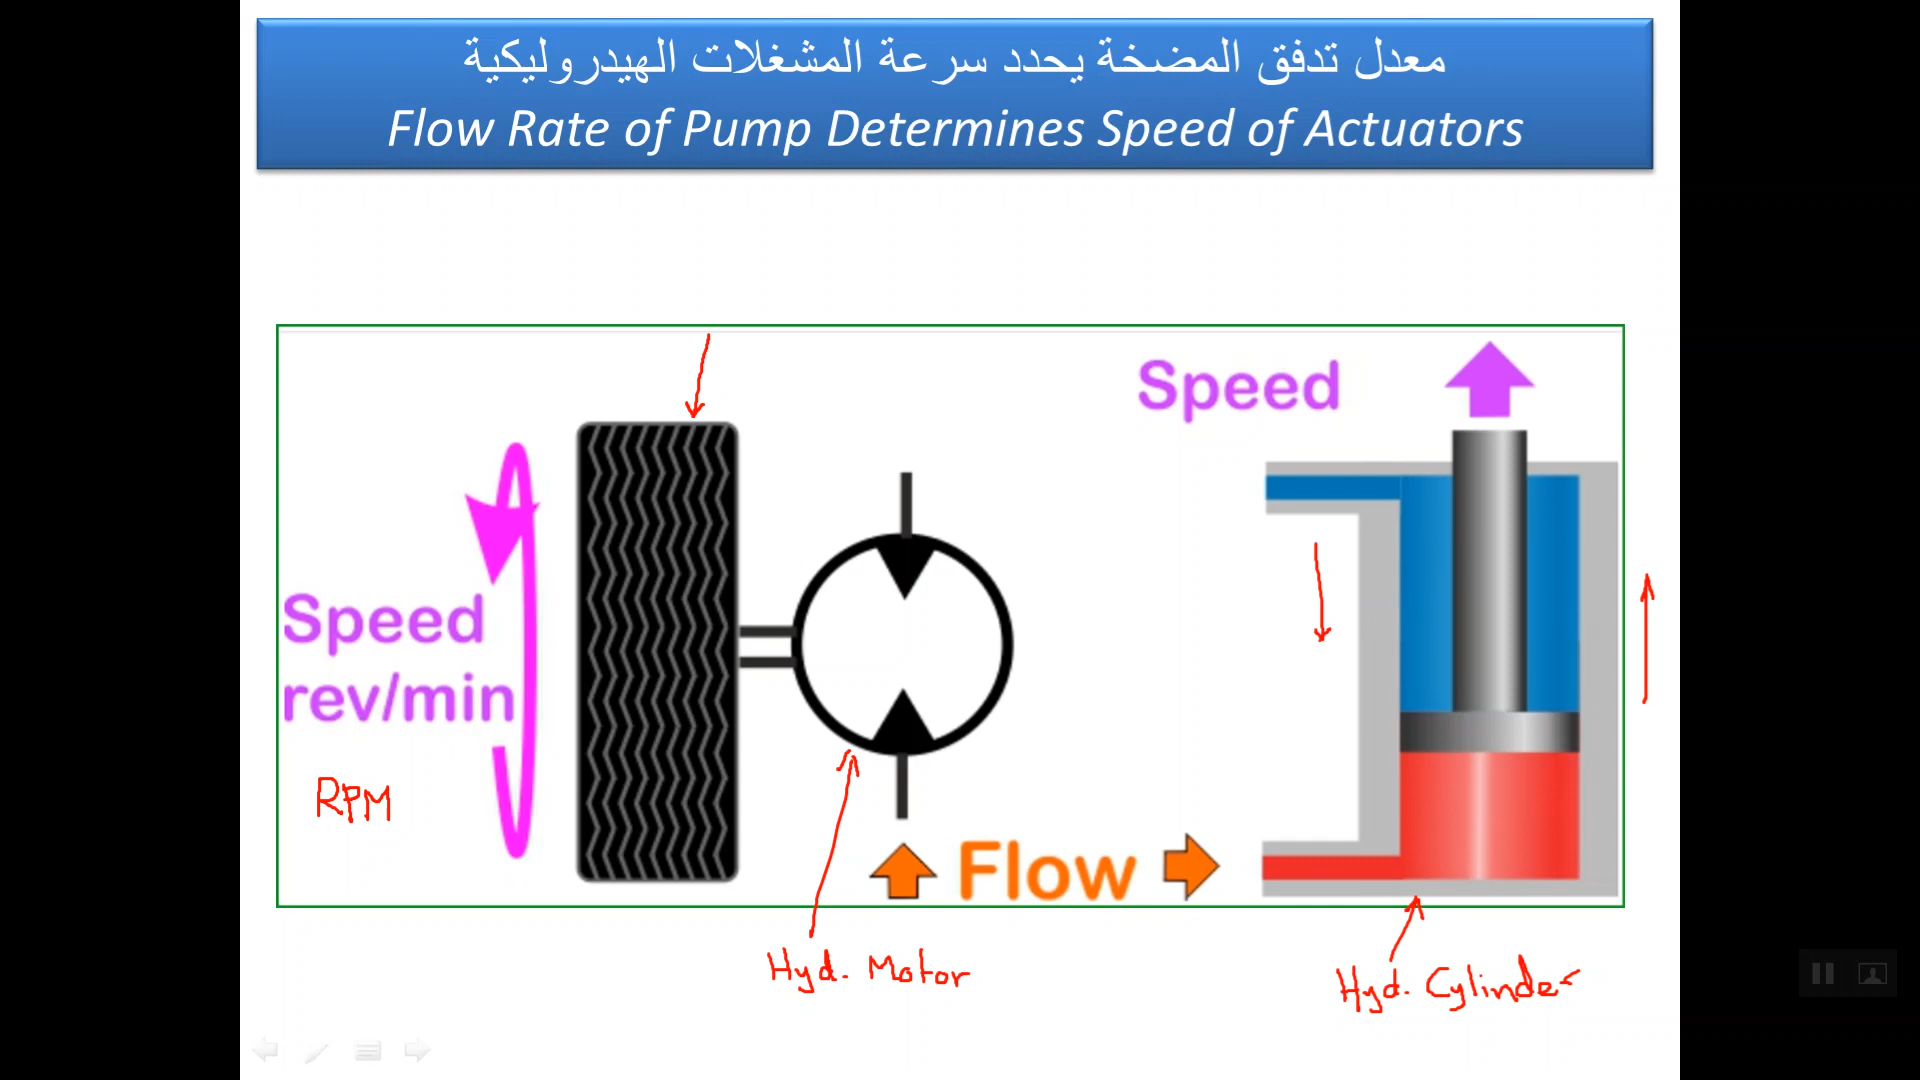 معدل تدفق المضخة يحدد سرعة المشغلات الهيدروليكية
Flow Rate of Pump Determines Speed of Actuators
Speed
Speed
rev/min
RPM
Flow
Hyd. Motor
Hyd. Cylinder